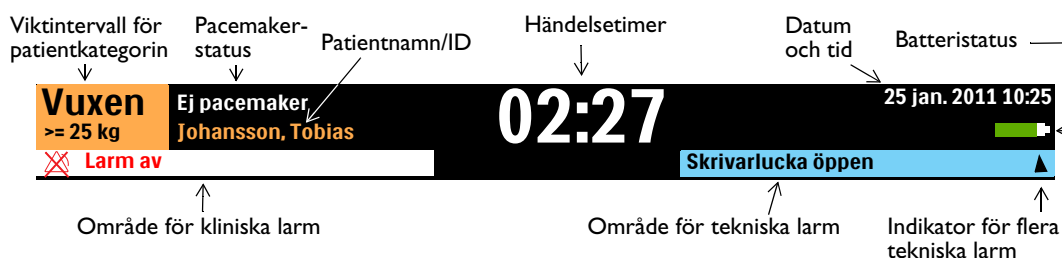 Viktintervall för
patientkategorin
Pacemaker-
status
Patientnamn/ID
Händelsetimer
Datum
och tid
Batteristatus
Vuxen
>= 25 kg
Ej pacemaker
Johansson, Tobias
02:27
25 jan. 2011 10:25
Larm av
Skrivarlucka öppen
Område för kliniska larm
Område för tekniska larm
Indikator för flera
tekniska larm